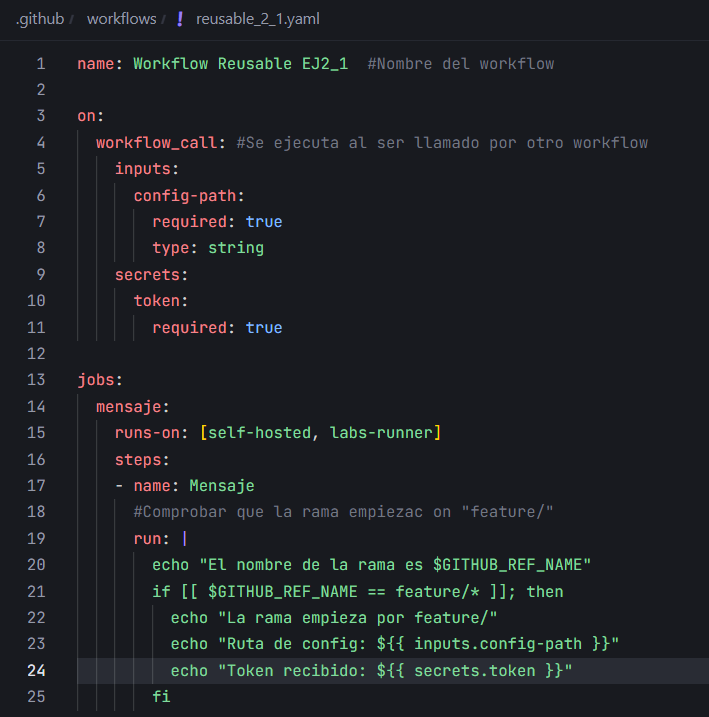 .github / workflows / ! reusable_2_1.yaml
1 name: Workflow Reusable EJ2_1  #Nombre del workflow
2
3 on:
4   workflow_call: #Se ejecuta al ser llamado por otro workflow
5     inputs:
6       config-path:
7         required: true
8         type: string
9     secrets:
10       token:
11         required: true
12
13 jobs:
14   mensaje:
15     runs-on: [self-hosted, labs-runner]
16     steps:
17     - name: Mensaje
18       #Comprobar que la rama empiezac on "feature/"
19       run: |
20         echo "El nombre de la rama es $GITHUB_REF_NAME"
21         if [[ $GITHUB_REF_NAME == feature/* ]]; then
22           echo "La rama empieza por feature/"
23           echo "Ruta de config: ${{ inputs.config-path }}"
24           echo "Token recibido: ${{ secrets.token }}"
25         fi